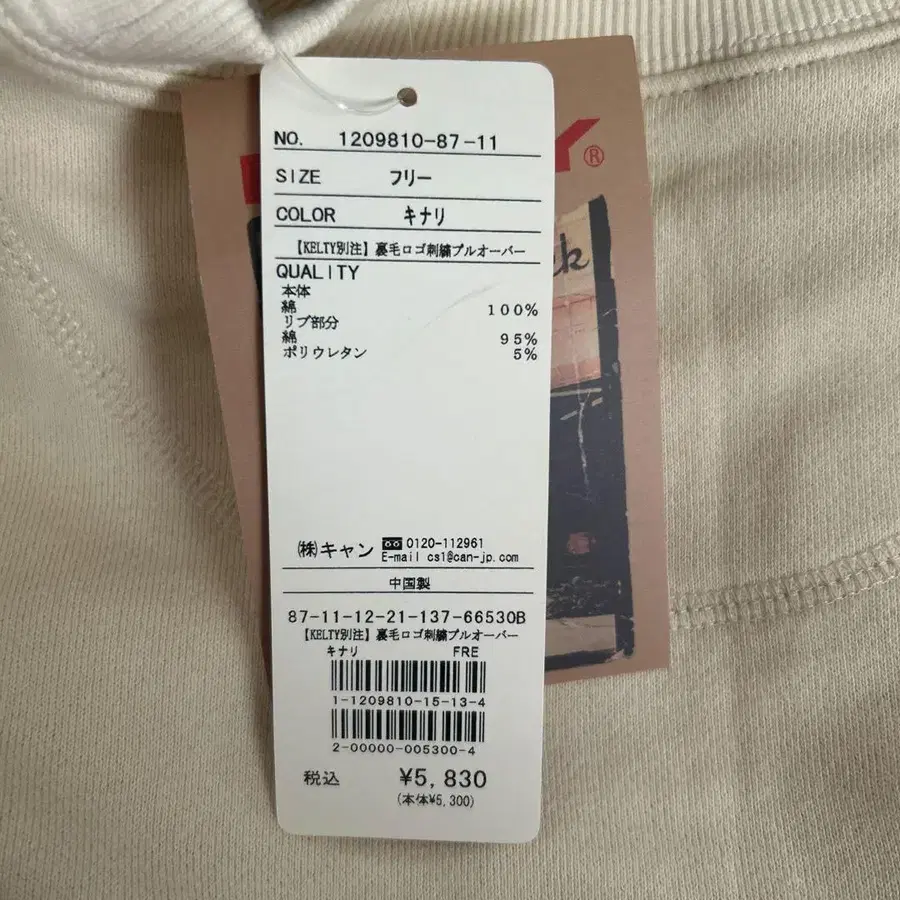 NO. 1209810-87-11
SIZE フリー
COLOR キナリ
【KELTY別注】裏毛ロゴ刺繍プルオーバー
QUALITY
本体
綿 100%
リブ部分
綿 95%
ポリウレタン 5%
㈱キャン 0120-112961
E-mail cs1@can-jp.com
中国製
87-11-12-21-137-66530B
【KELTY別注】裏毛ロゴ刺繍プルオーバー
キナリ FRE
1-1209810-15-13-4
2-00000-005300-4
税込 ¥5,830
(本体¥5,300)
Y®